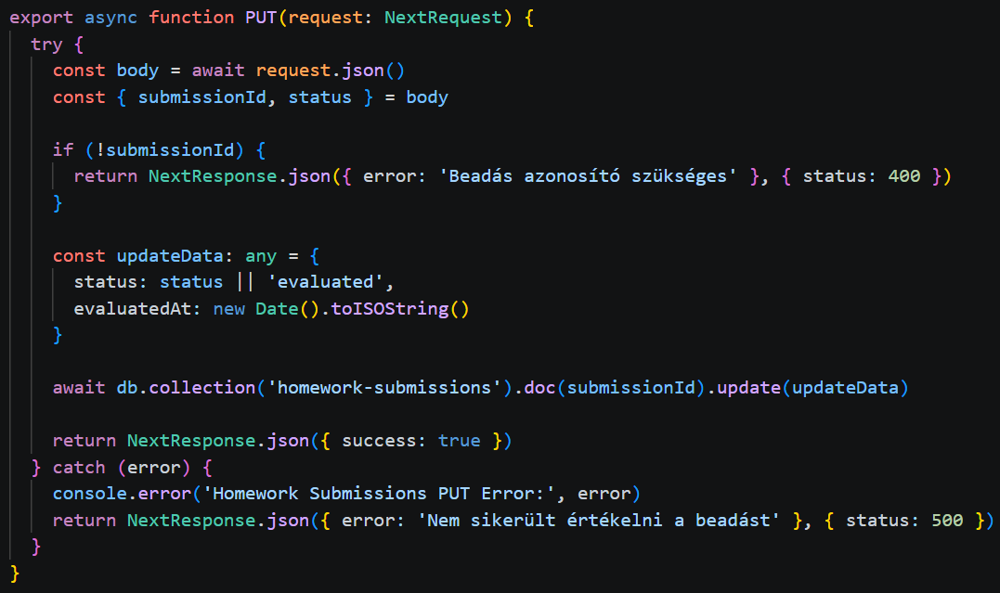 export async function PUT(request: NextRequest) {
  try {
    const body = await request.json()
    const { submissionId, status } = body

    if (!submissionId) {
      return NextResponse.json({ error: 'Beadás azonosító szükséges' }, { status: 400 })
    }

    const updateData: any = {
      status: status || 'evaluated',
      evaluatedAt: new Date().toISOString()
    }

    await db.collection('homework-submissions').doc(submissionId).update(updateData)

    return NextResponse.json({ success: true })
  } catch (error) {
    console.error('Homework Submissions PUT Error:', error)
    return NextResponse.json({ error: 'Nem sikerült értékelni a beadást' }, { status: 500 })
  }
}